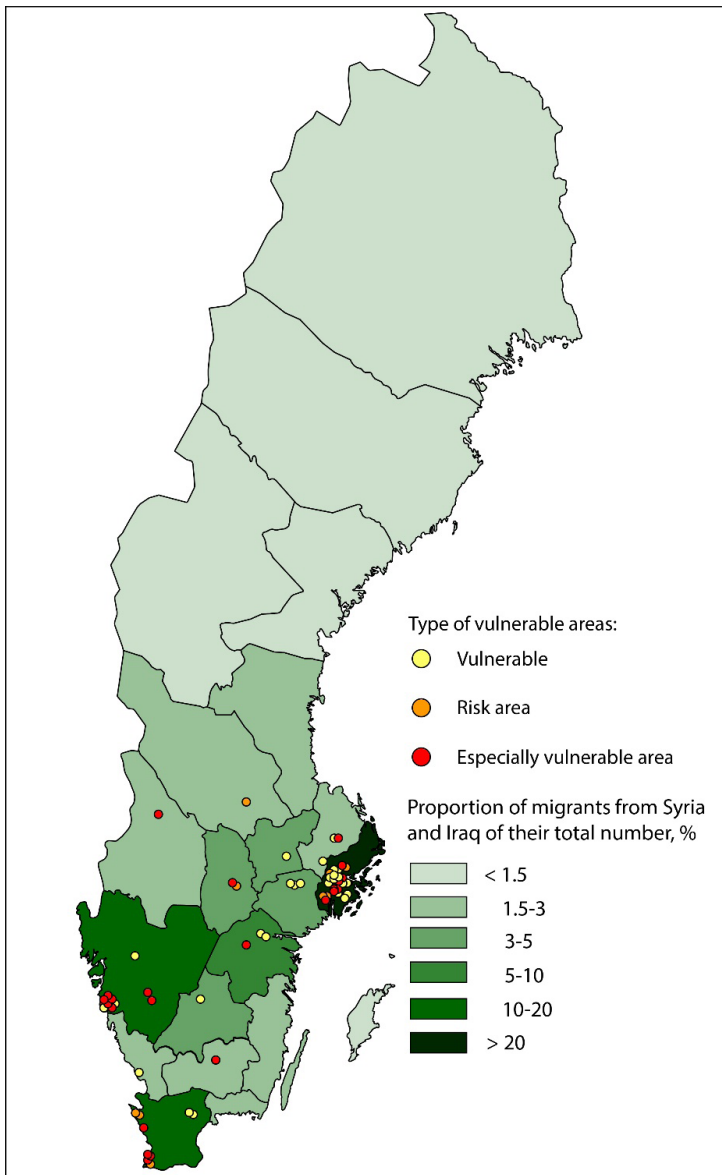 Type of vulnerable areas:
Vulnerable
Risk area
Especially vulnerable area
Proportion of migrants from Syria
and Iraq of their total number, %
< 1.5
1.5-3
3-5
5-10
10-20
> 20